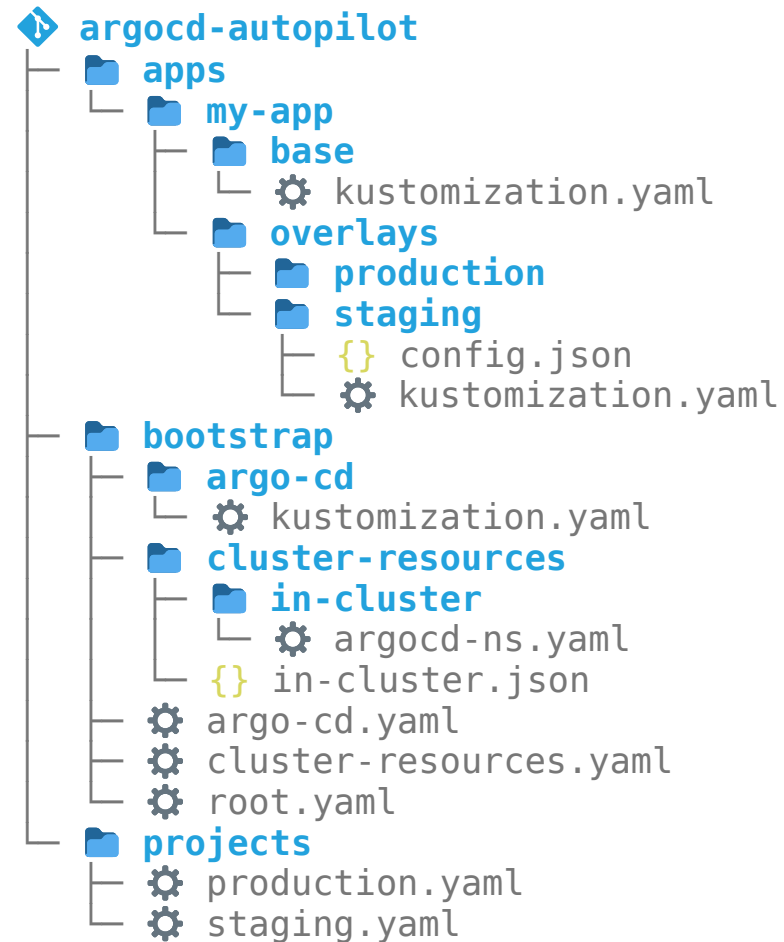 argocd-autopilot
apps
my-app
base
kustomization.yaml
overlays
production
staging
{} config.json
kustomization.yaml
bootstrap
argo-cd
kustomization.yaml
cluster-resources
in-cluster
argocd-ns.yaml
{} in-cluster.json
argo-cd.yaml
cluster-resources.yaml
root.yaml
projects
production.yaml
staging.yaml